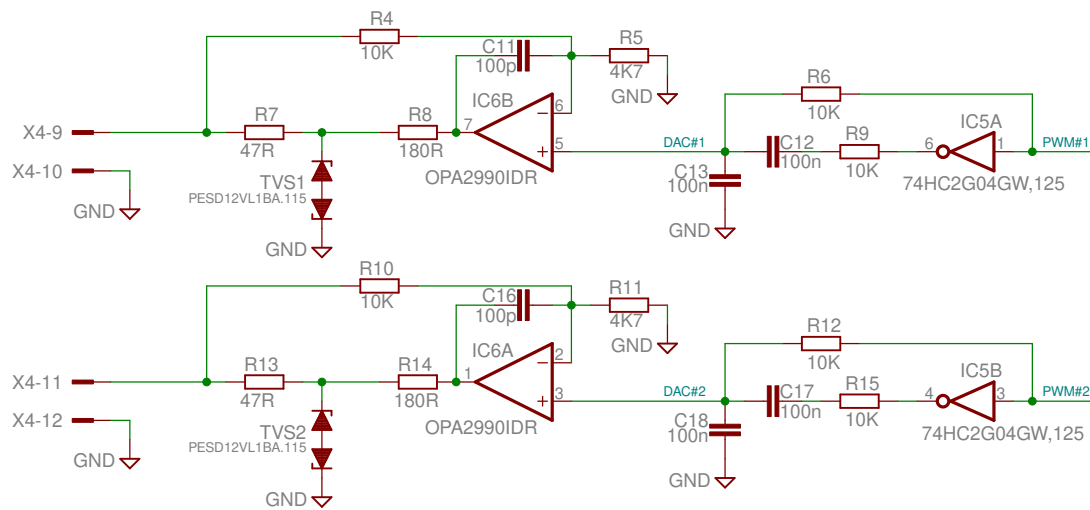 R4
10K
C11
100p
R5
4K7
GND
R6
10K
X4-9
R7
47R
R8
180R
IC6B
7
6
5
OPA2990IDR
DAC#1
C12
100n
R9
10K
IC5A
6
1
PWM#1
74HC2G04GW,125
C13
100n
GND
X4-10
GND
TVS1
PESD12VL1BA.115
GND
R10
10K
C16
100p
R11
4K7
GND
R12
10K
X4-11
R13
47R
R14
180R
IC6A
1
2
3
OPA2990IDR
DAC#2
C17
100n
R15
10K
IC5B
4
3
PWM#2
74HC2G04GW,125
C18
100n
GND
X4-12
GND
TVS2
PESD12VL1BA.115
GND